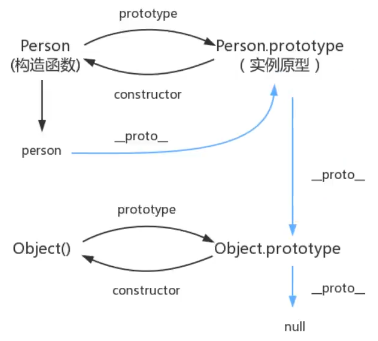 prototype
Person
(构造函数)
Person.prototype
(实例原型)
constructor
person
__proto__
__proto__
prototype
Object()
Object.prototype
constructor
__proto__
null